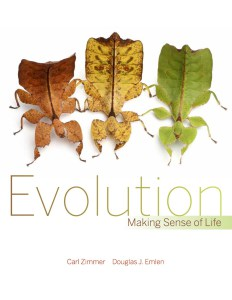 Evolution
Making Sense of Life
Carl Zimmer Douglas J. Emlen